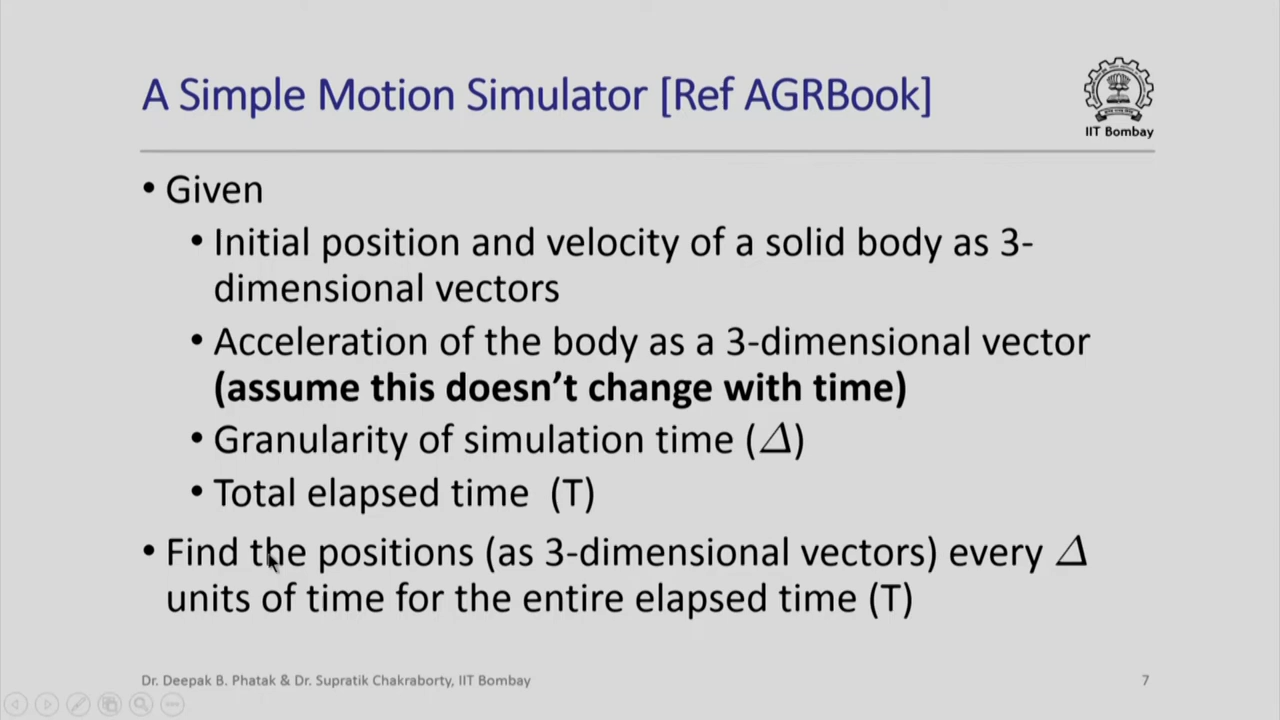 A Simple Motion Simulator [Ref AGRBook]
IIT Bombay
• Given
• Initial position and velocity of a solid body as 3-
dimensional vectors
• Acceleration of the body as a 3-dimensional vector
(assume this doesn’t change with time)
• Granularity of simulation time (Δ)
• Total elapsed time (T)
• Find the positions (as 3-dimensional vectors) every Δ
units of time for the entire elapsed time (T)
Dr. Deepak B. Phatak & Dr. Supratik Chakraborty, IIT Bombay
7